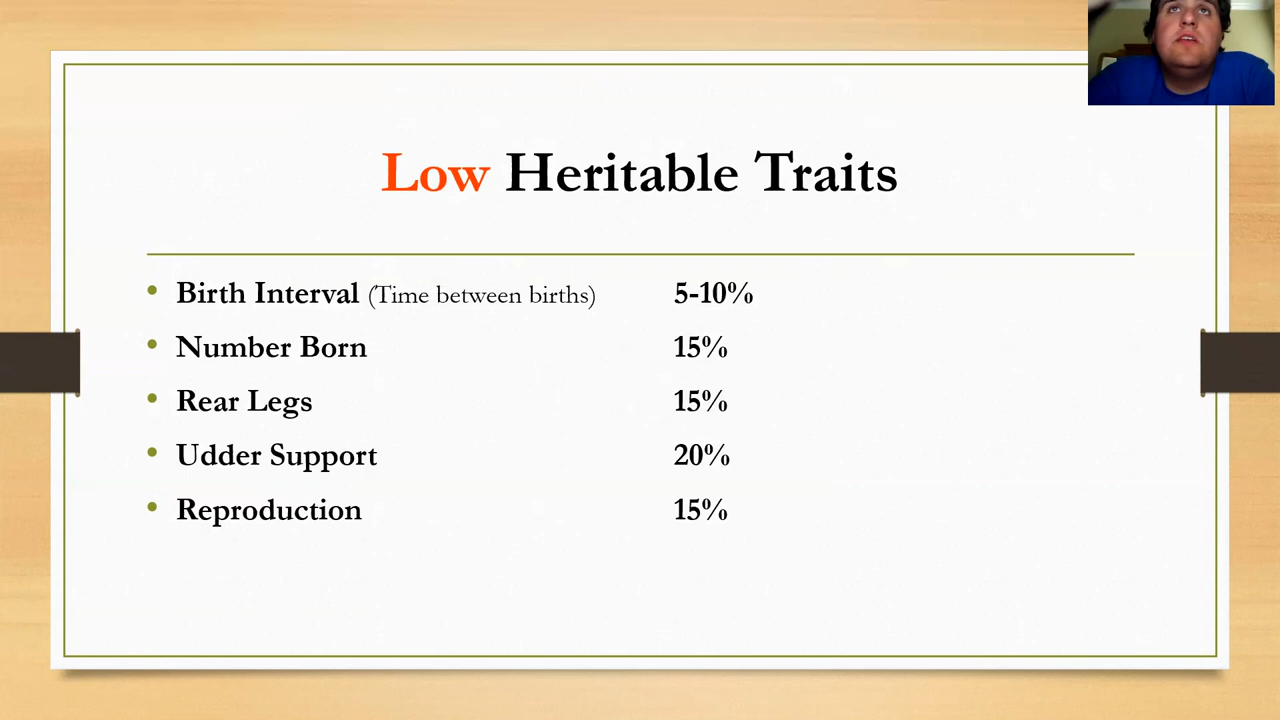 Low Heritable Traits
• Birth Interval (Time between births) 5-10%
• Number Born 15%
• Rear Legs 15%
• Udder Support 20%
• Reproduction 15%